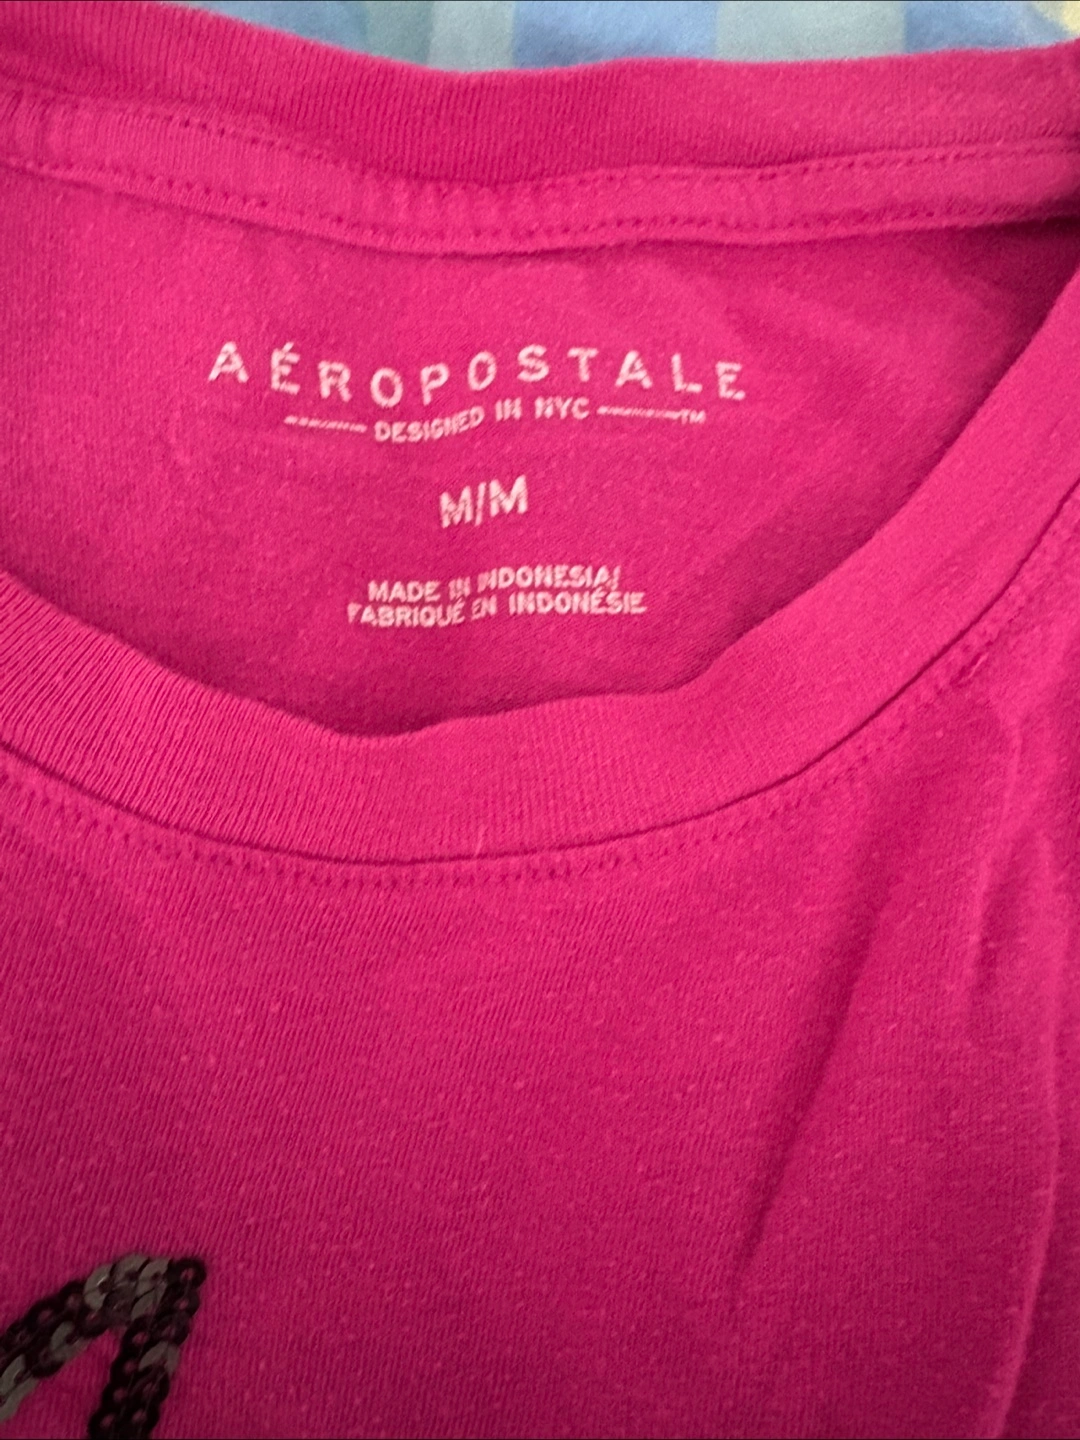 AÉROPOSTALE
DESIGNED IN NYC ™
M/M
MADE IN INDONESIA/
FABRIQUÉ EN INDONÉSIE